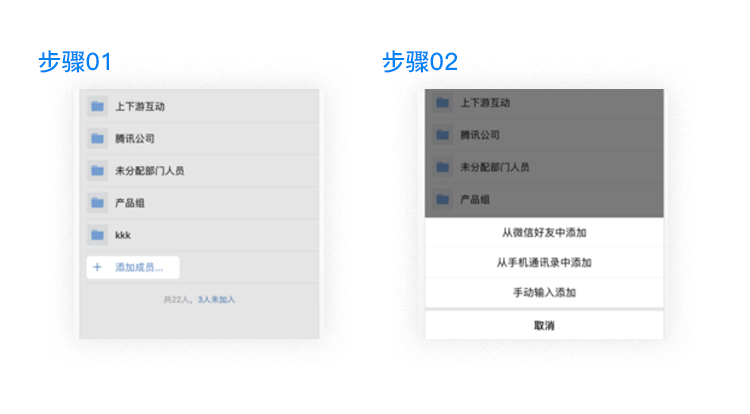 步骤01
上下游互动
腾讯公司
未分配部门人员
产品组
kkk
+ 添加成员...
共22人，3人未加入
步骤02
上下游互动
腾讯公司
未分配部门人员
产品组
从微信好友中添加
从手机通讯录中添加
手动输入添加
取消